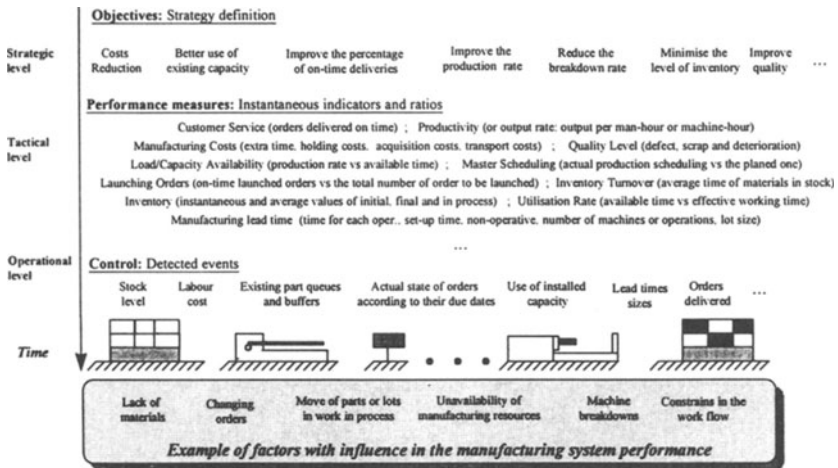 Objectives: Strategy definition
Strategic level
Costs Reduction
Better use of existing capacity
Improve the percentage of on-time deliveries
Improve the production rate
Reduce the breakdown rate
Minimise the level of inventory
Improve quality
...
Performance measures: Instantaneous indicators and ratios
Tactical level
Customer Service (orders delivered on time) ; Productivity (or output rate: output per man-hour or machine-hour)
Manufacturing Costs (extra time, holding costs, acquisition costs, transport costs) ; Quality Level (defect, scrap and deterioration)
Load/Capacity Availability (production rate vs available time) ; Master Scheduling (actual production scheduling vs the planed one)
Launching Orders (on-time launched orders vs the total number of order to be launched) ; Inventory Turnover (average time of materials in stock)
Inventory (instantaneous and average values of initial, final and in process) ; Utilisation Rate (available time vs effective working time)
Manufacturing lead time (time for each oper., set-up time, non-operative, number of machines or operations, lot size)
...
Operational level
Control: Detected events
Stock level
Labour cost
Existing part queues and buffers
Actual state of orders according to their due dates
Use of installed capacity
Lead times sizes
Orders delivered
...
Time
Lack of materials
Changing orders
Move of parts or lots in work in process
Unavailability of manufacturing resources
Machine breakdowns
Constrains in the work flow
Example of factors with influence in the manufacturing system performance